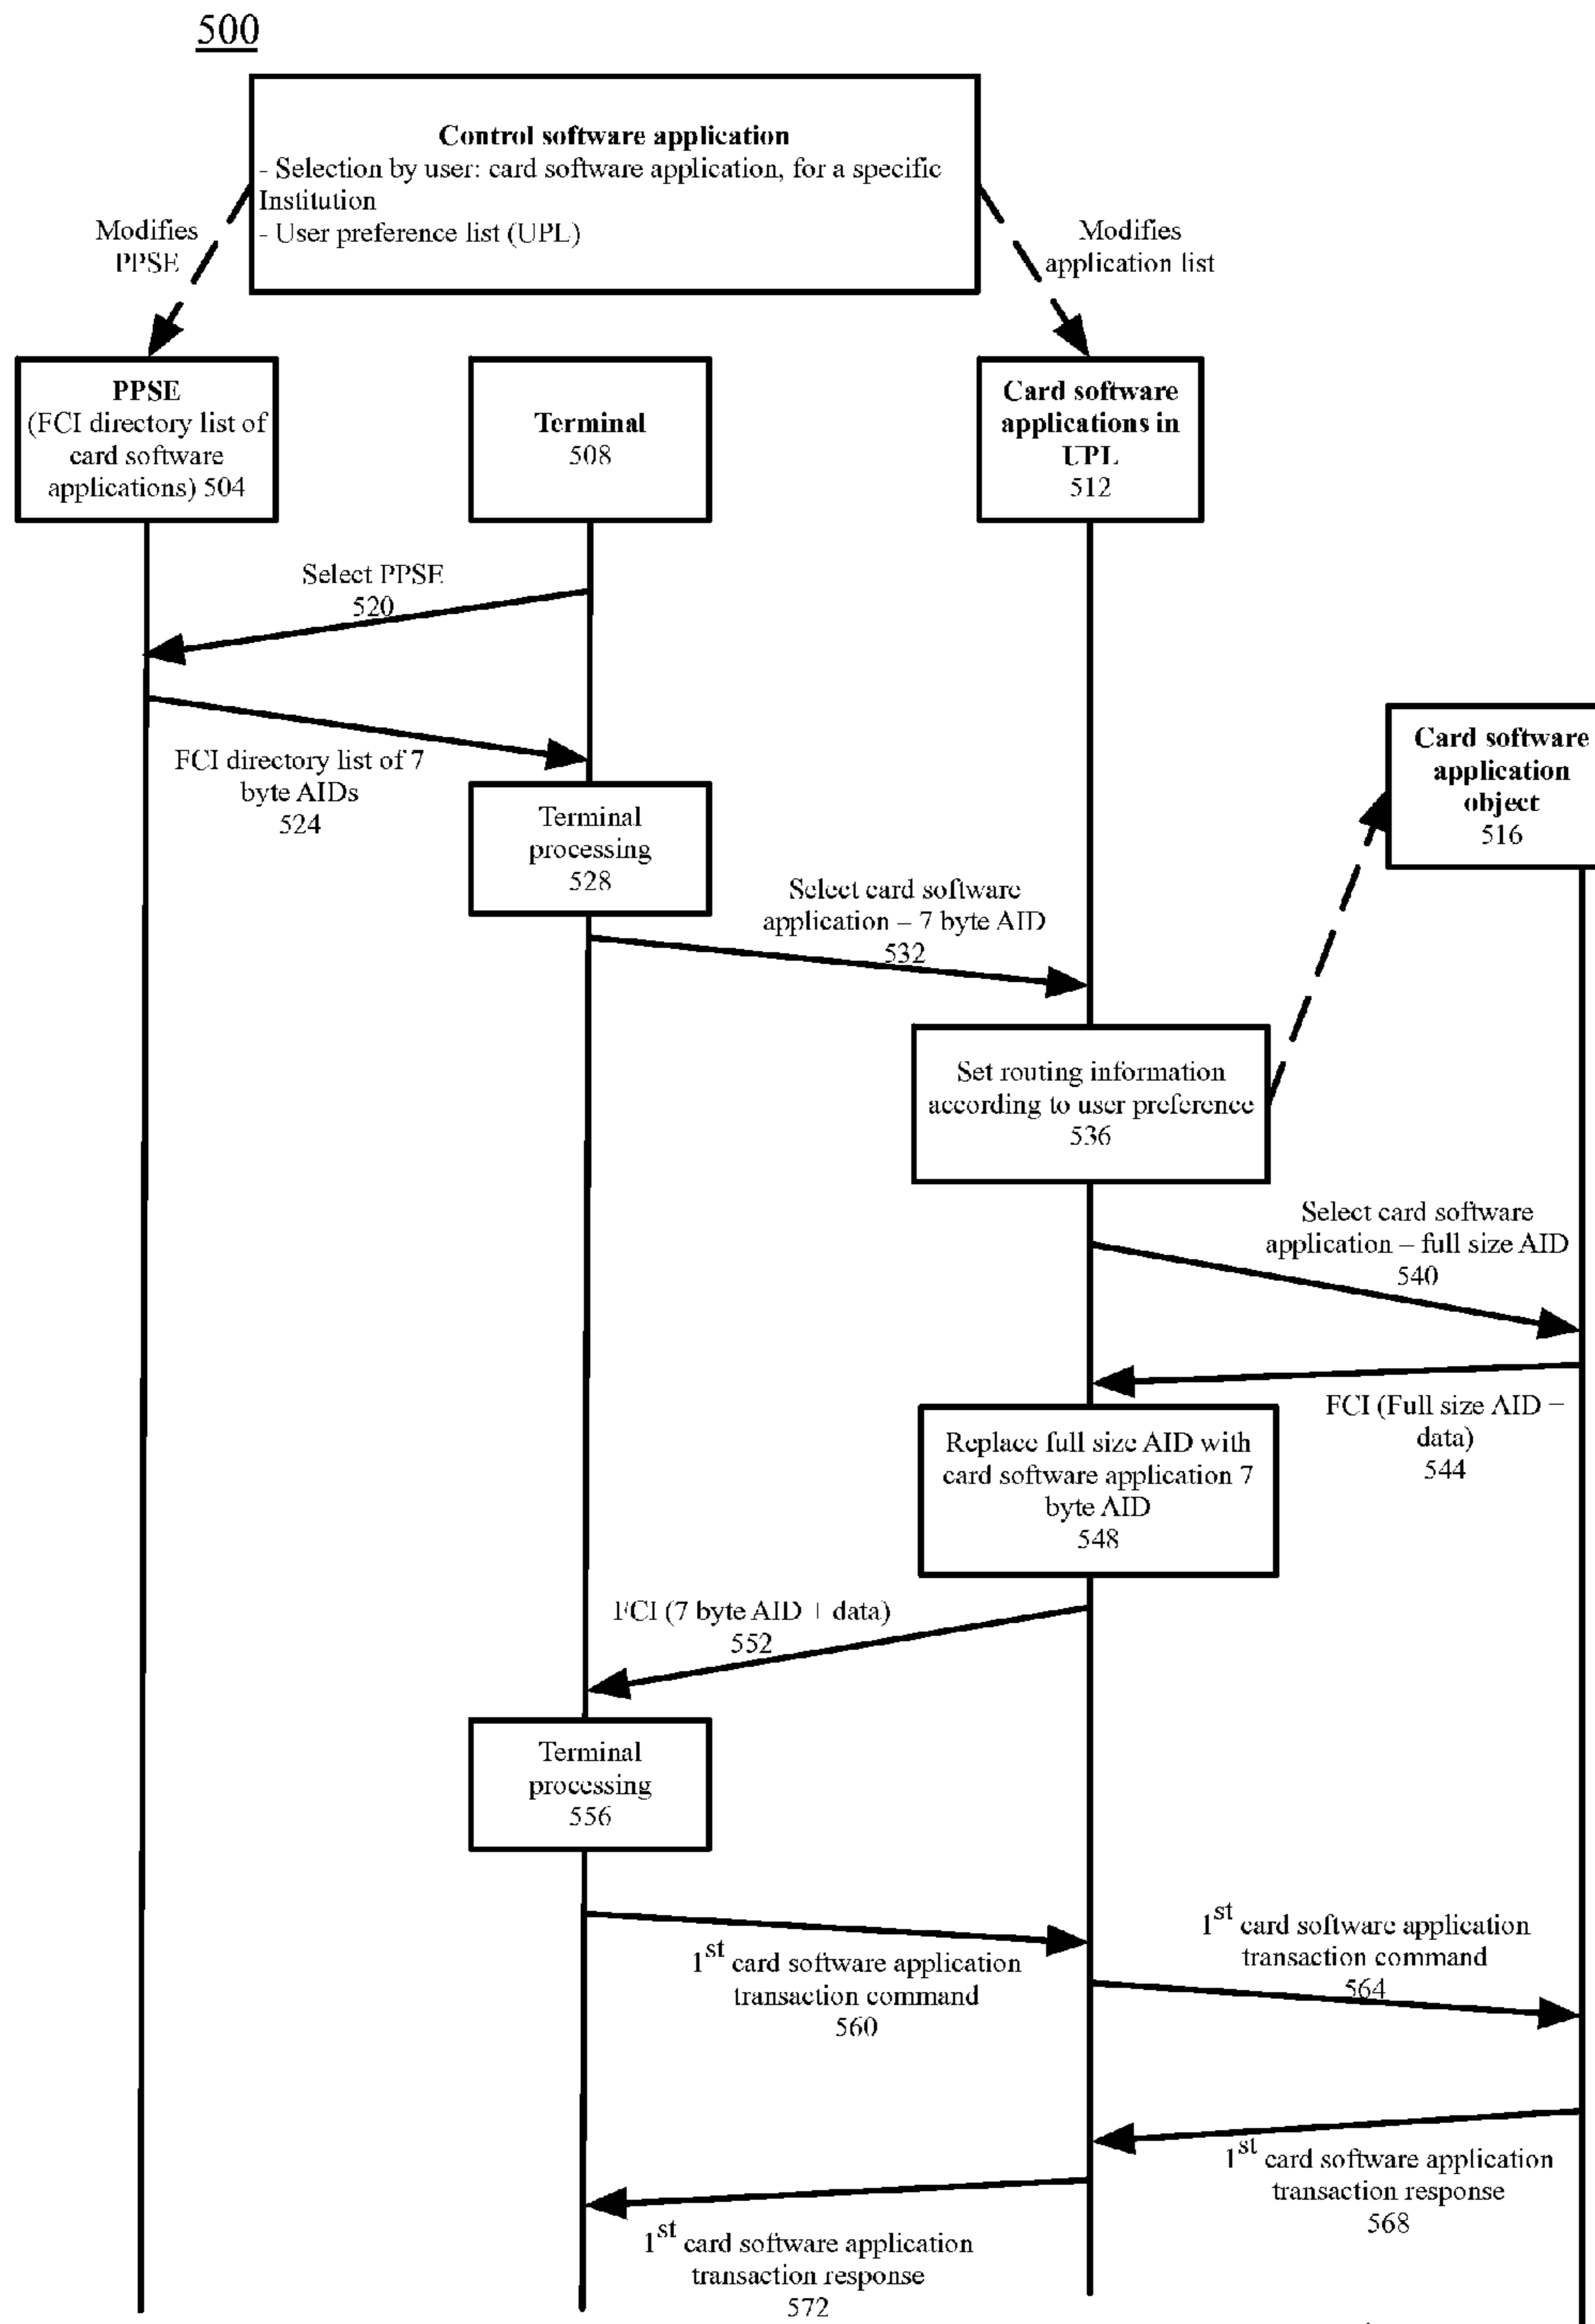 500
Control software application
- Selection by user: card software application, for a specific
Institution
- User preference list (UPL)
Modifies
PPSE
Modifies
application list
PPSE
(FCI directory list of
card software
applications) 504
Terminal
508
Card software
applications in
UPL
512
Select PPSE
520
FCI directory list of 7
byte AIDs
524
Card software
application
object
516
Terminal
processing
528
Select card software
application – 7 byte AID
532
Set routing information
according to user preference
536
Select card software
application – full size AID
540
FCI (Full size AID –
data)
544
Replace full size AID with
card software application 7
byte AID
548
FCI (7 byte AID + data)
552
Terminal
processing
556
1st card software application
transaction command
560
1st card software application
transaction command
564
1st card software application
transaction response
568
1st card software application
transaction response
572